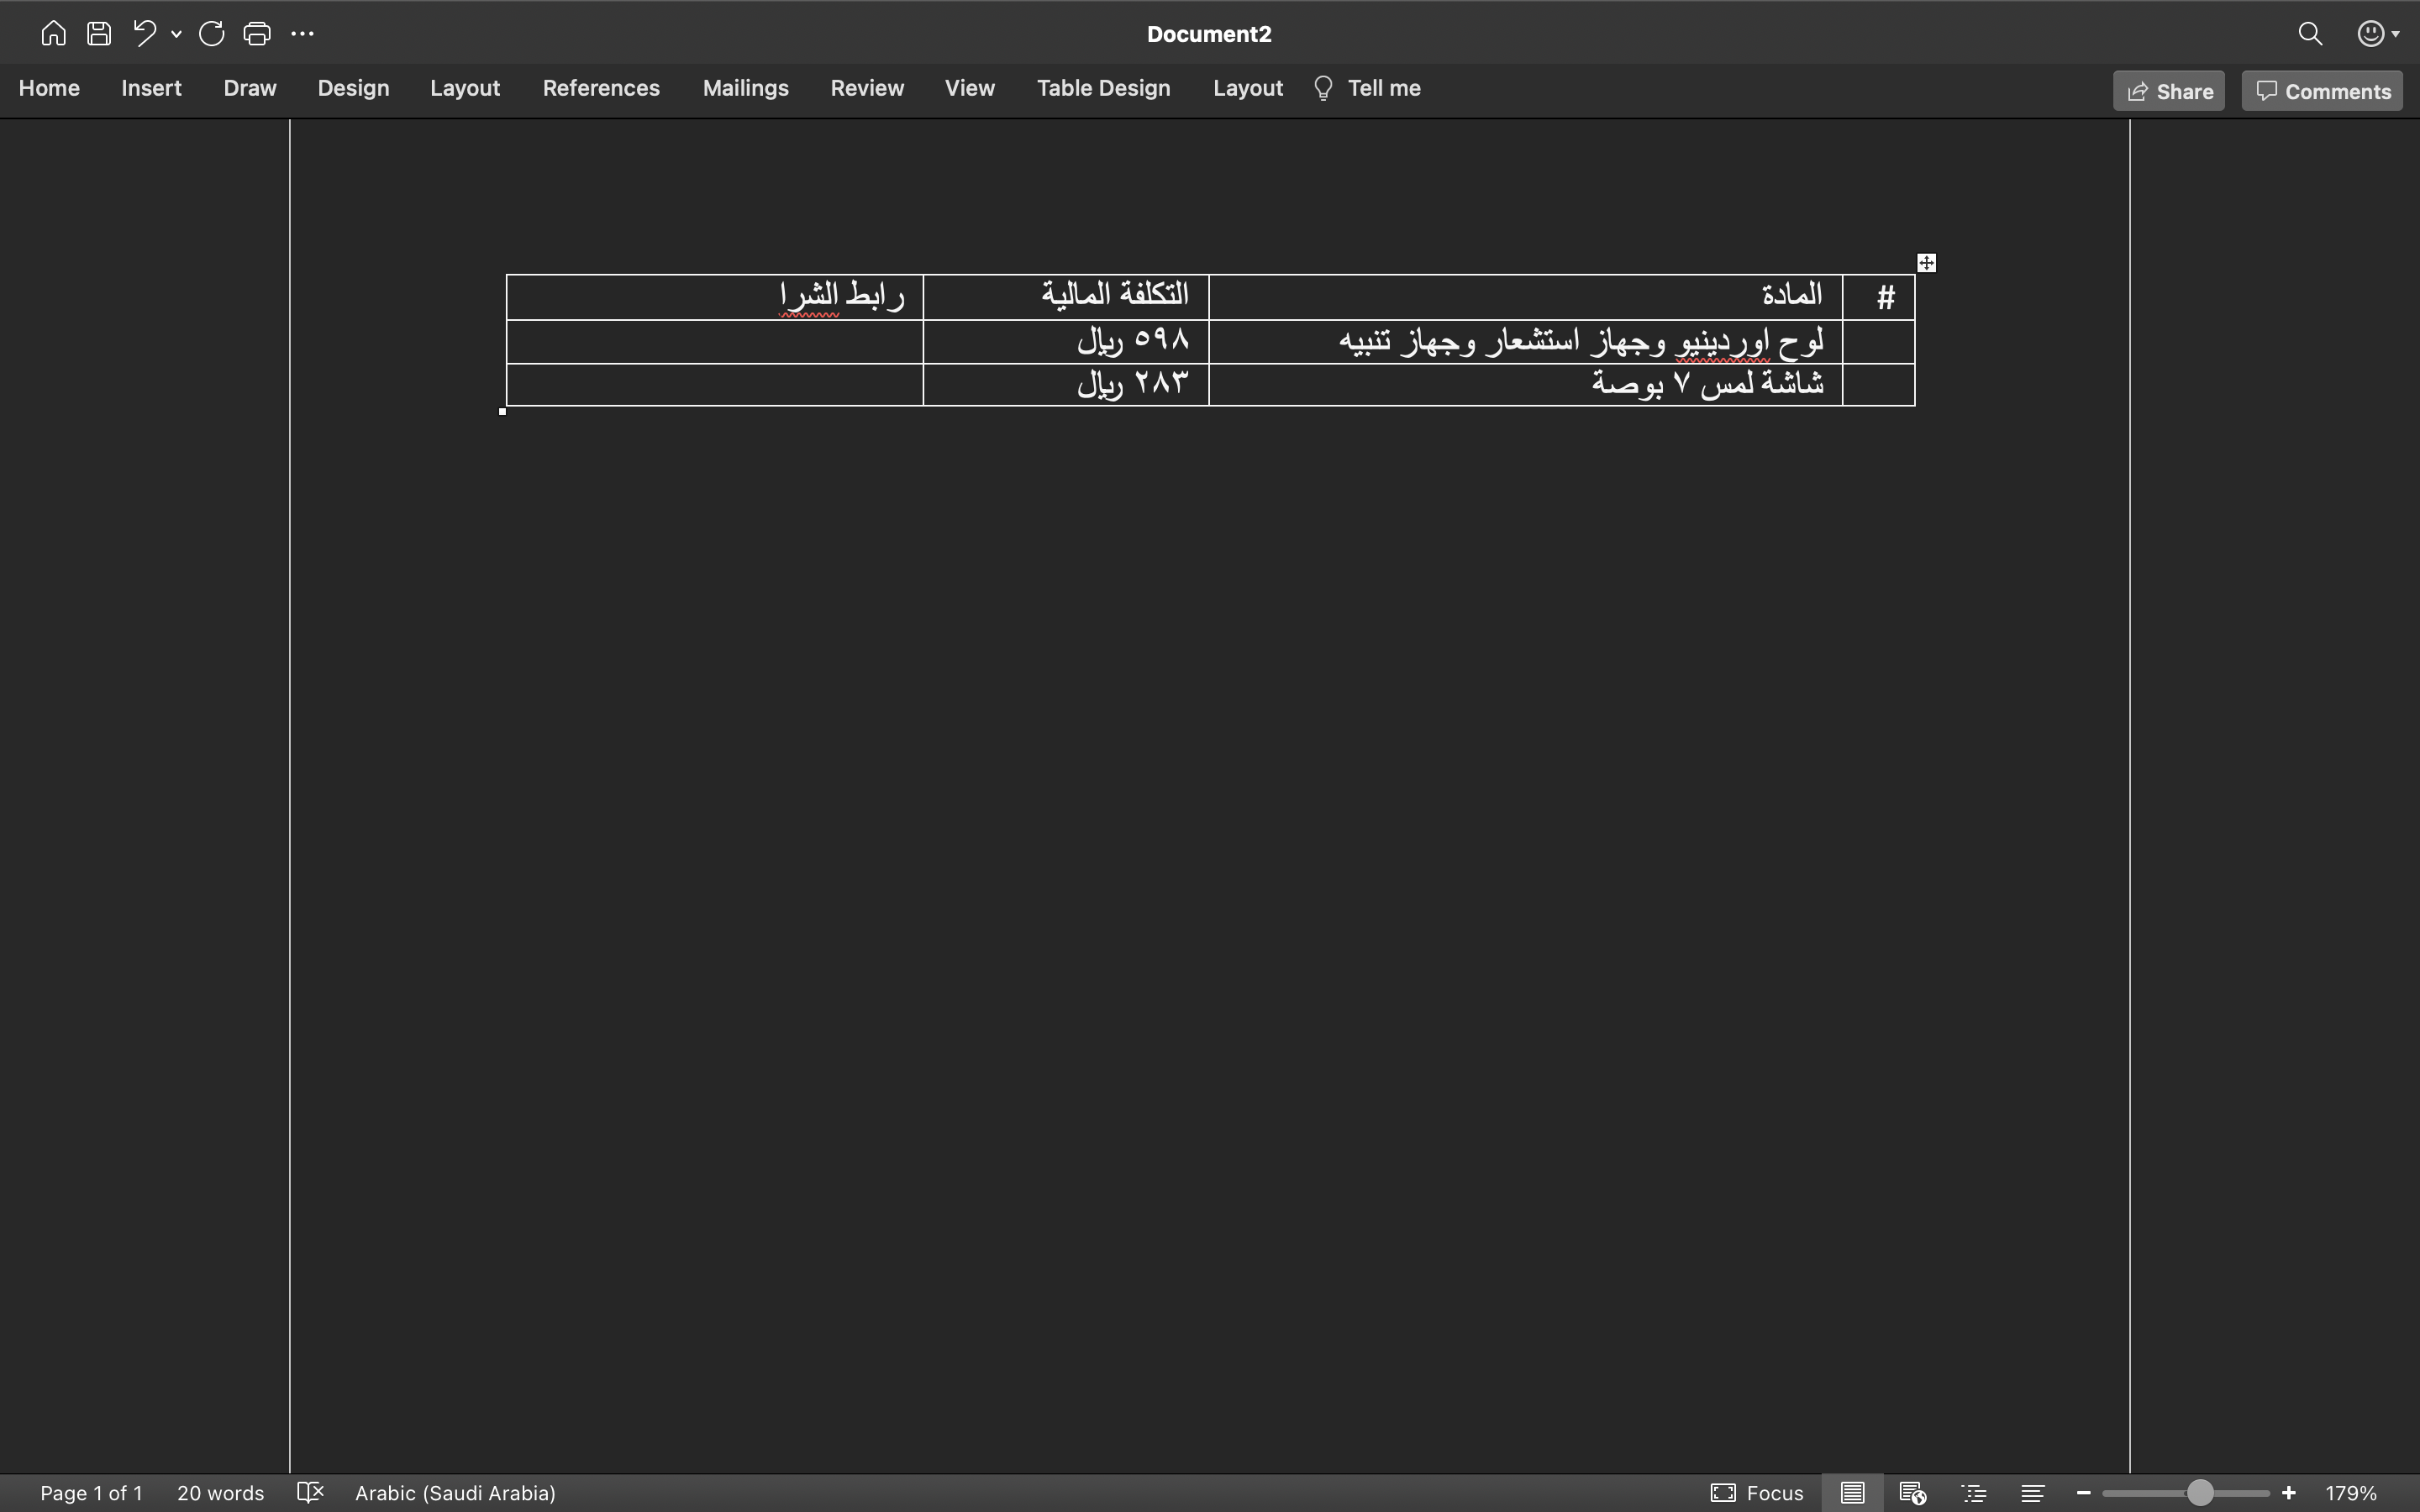 Document2
Home Insert Draw Design Layout References Mailings Review View Table Design Layout Tell me Share Comments
# المادة التكلفة المالية رابط الشرا
لوح اوردينيو وجهاز استشعار وجهاز تنبيه ٥٩٨ ريال
شاشة لمس ٧ بوصة ٢٨٣ ريال
Page 1 of 1 20 words Arabic (Saudi Arabia) Focus 179%